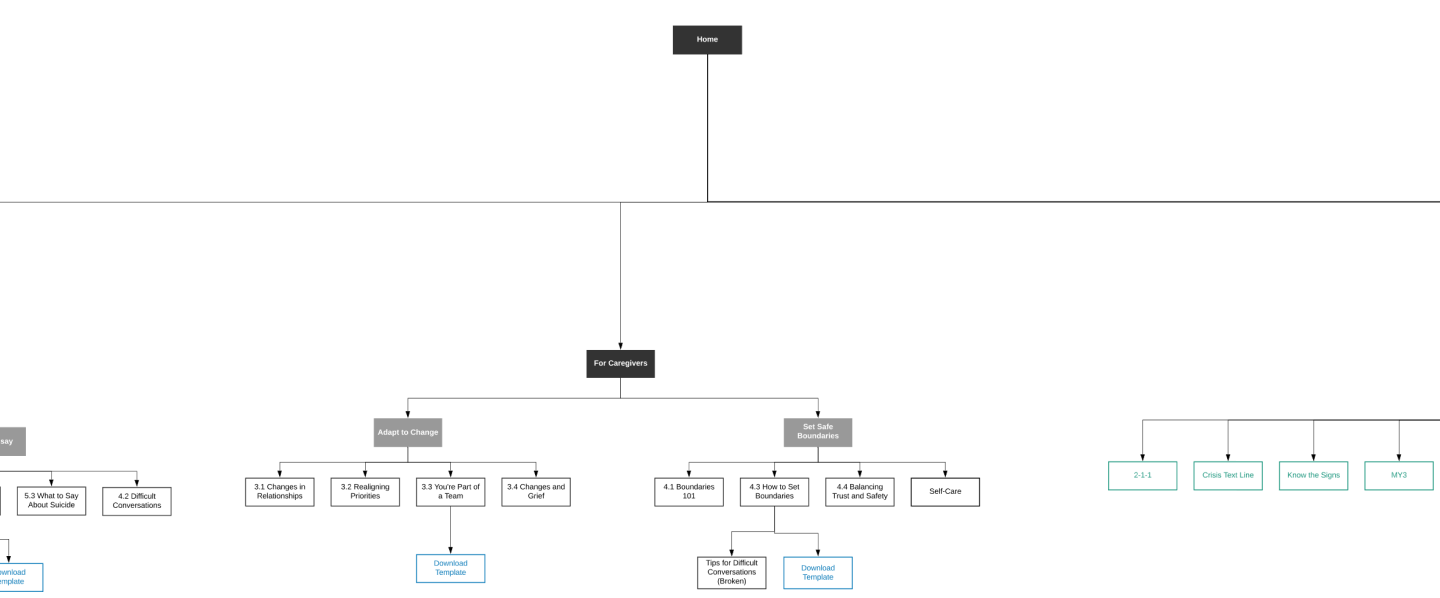 Home
For Caregivers
say
Adapt to Change
Set Safe
Boundaries
5.3 What to Say
About Suicide
4.2 Difficult
Conversations
3.1 Changes in
Relationships
3.2 Realigning
Priorities
3.3 You're Part of
a Team
3.4 Changes and
Grief
4.1 Boundaries
101
4.3 How to Set
Boundaries
4.4 Balancing
Trust and Safety
Self-Care
2-1-1
Crisis Text Line
Know the Signs
MY3
Download
Template
Tips for Difficult
Conversations
(Broken)
Download
Template